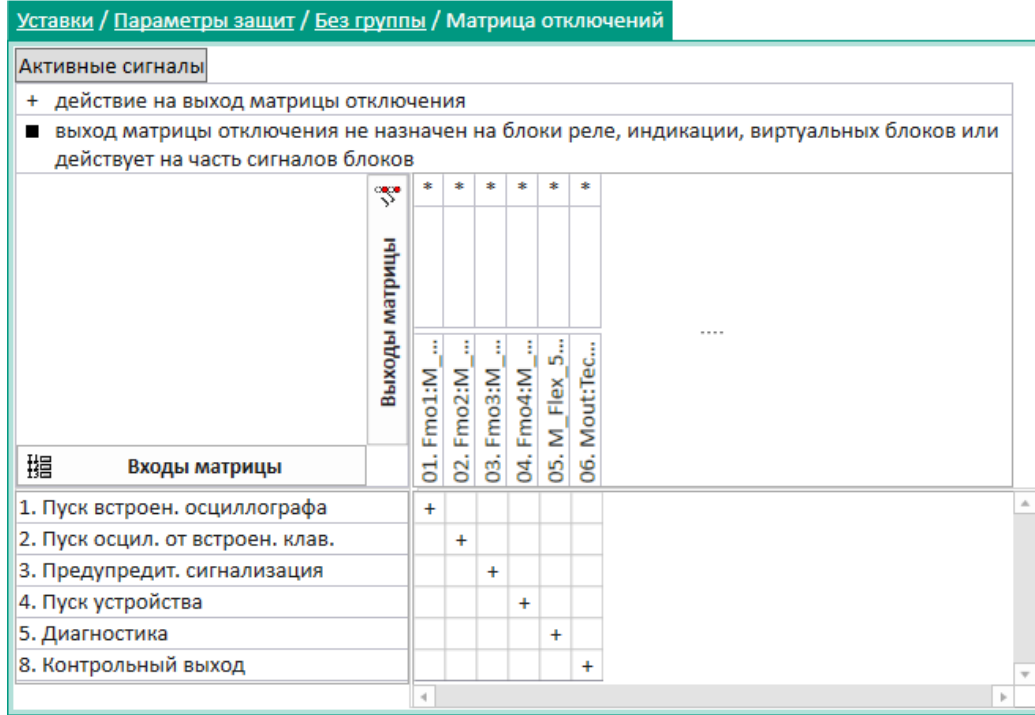 Уставки / Параметры защит / Без группы / Матрица отключений
Активные сигналы
+ действие на выход матрицы отключения
■ выход матрицы отключения не назначен на блоки реле, индикации, виртуальных блоков или
действует на часть сигналов блоков
Выходы матрицы
* * * * * *
01. Fmo1:M_...
02. Fmo2:M_...
03. Fmo3:M_...
04. Fmo4:M_...
05. M_Flex_5...
06. Mout:Tec...
....
Входы матрицы
1. Пуск встроен. осциллографа +
2. Пуск осцил. от встроен. клав. +
3. Предупредит. сигнализация +
4. Пуск устройства +
5. Диагностика +
8. Контрольный выход +